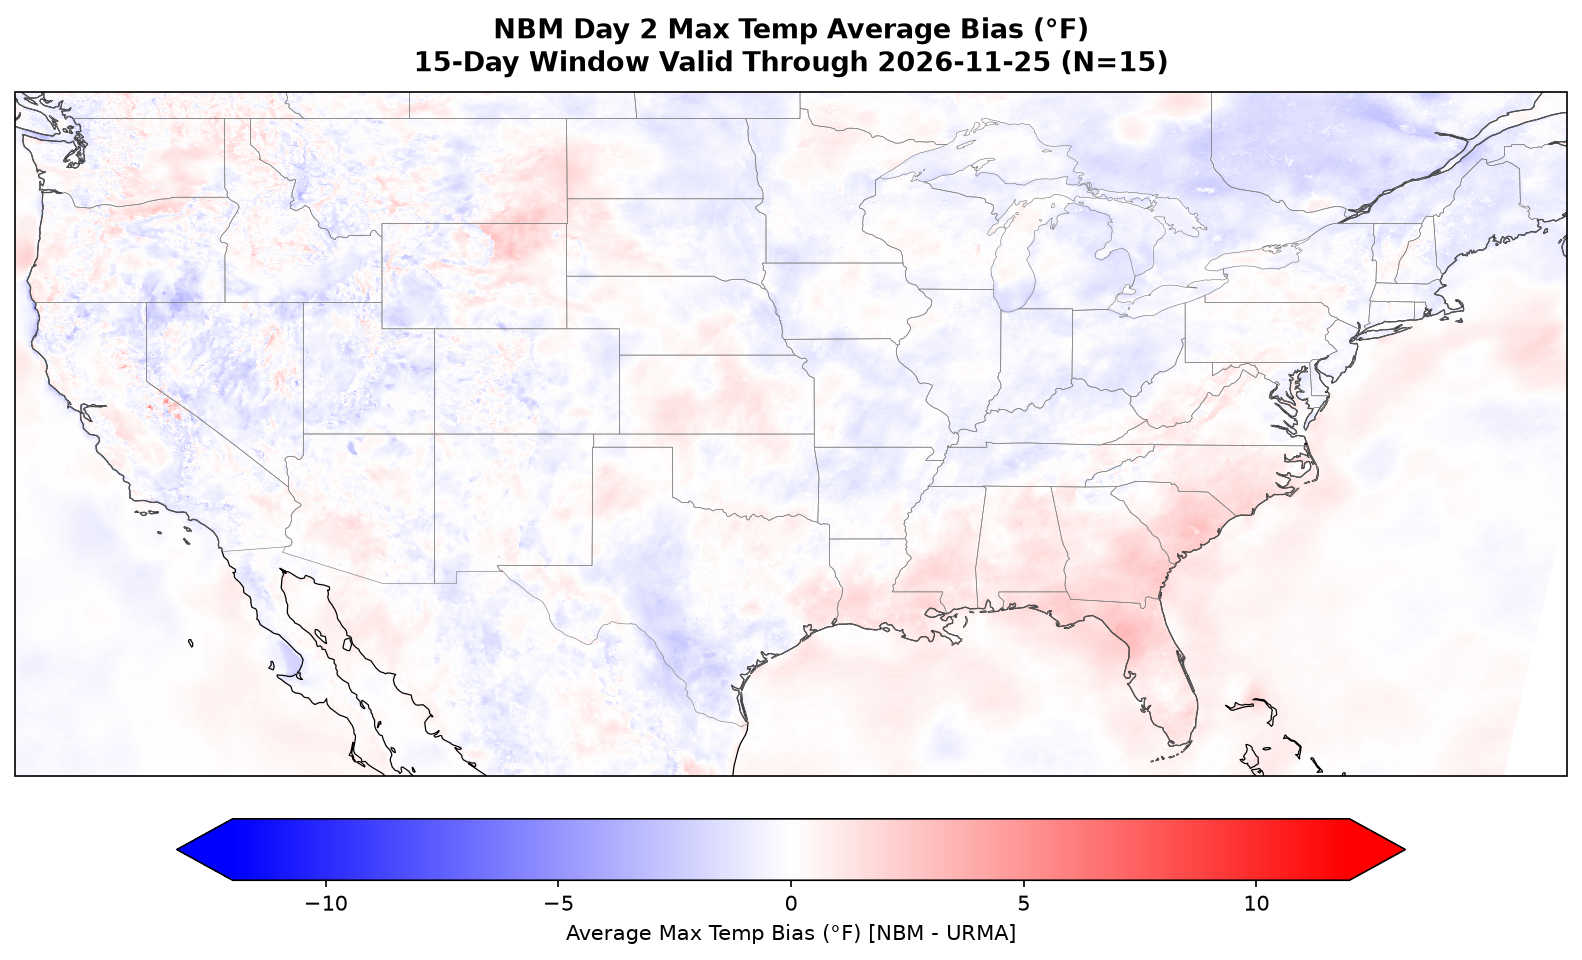 NBM Day 2 Max Temp Average Bias (°F)
15-Day Window Valid Through 2026-11-25 (N=15)
−10 −5 0 5 10
Average Max Temp Bias (°F) [NBM - URMA]